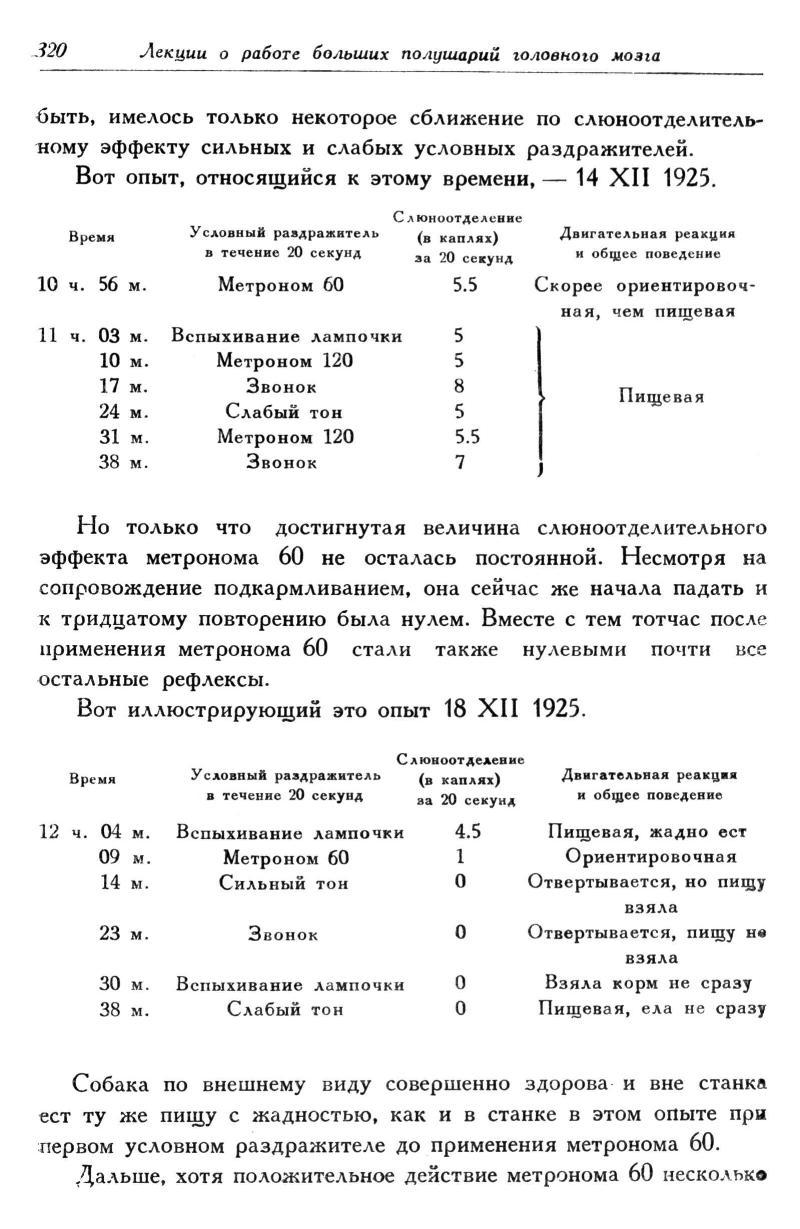 320 Лекции о работе больших полушарий головного мозга
быть, имелось только некоторое сближение по слюноотделитель-
ному эффекту сильных и слабых условных раздражителей.
Вот опыт, относящийся к этому времени, — 14 XII 1925.
Время Условный раздражитель в течение 20 секунд Слюноотделение (в каплях) за 20 секунд Двигательная реакция и общее поведение
10 ч. 56 м. Метроном 60 5.5 Скорее ориентировоч-
ная, чем пищевая
11 ч. 03 м. Вспыхивание лампочки 5
10 м. Метроном 120 5
17 м. Звонок 8
Пищевая
24 м. Слабый тон 5
31 м. Метроном 120 5.5
38 м. Звонок 7
Но только что достигнутая величина слюноотделительного
эффекта метронома 60 не осталась постоянной. Несмотря на
сопровождение подкармливанием, она сейчас же начала падать и
к тридцатому повторению была нулем. Вместе с тем тотчас после
применения метронома 60 стали также нулевыми почти все
остальные рефлексы.
Вот иллюстрирующий это опыт 18 XII 1925.
Время Условный раздражитель в течение 20 секунд Слюноотделение (в каплях) за 20 секунд Двигательная реакция и общее поведение
12 ч. 04 м. Вспыхивание лампочки 4.5 Пищевая, жадно ест
09 м. Метроном 60 1 Ориентировочная
14 м. Сильный тон 0 Отвертывается, но пищу
взяла
23 м. Звонок 0 Отвертывается, пищу не
взяла
30 м. Вспыхивание лампочки 0 Взяла корм не сразу
38 м. Слабый тон 0 Пищевая, ела не сразу
Собака по внешнему виду совершенно здорова и вне станка
ест ту же пищу с жадностью, как и в станке в этом опыте при
первом условном раздражителе до применения метронома 60.
Дальше, хотя положительное действие метронома 60 несколько